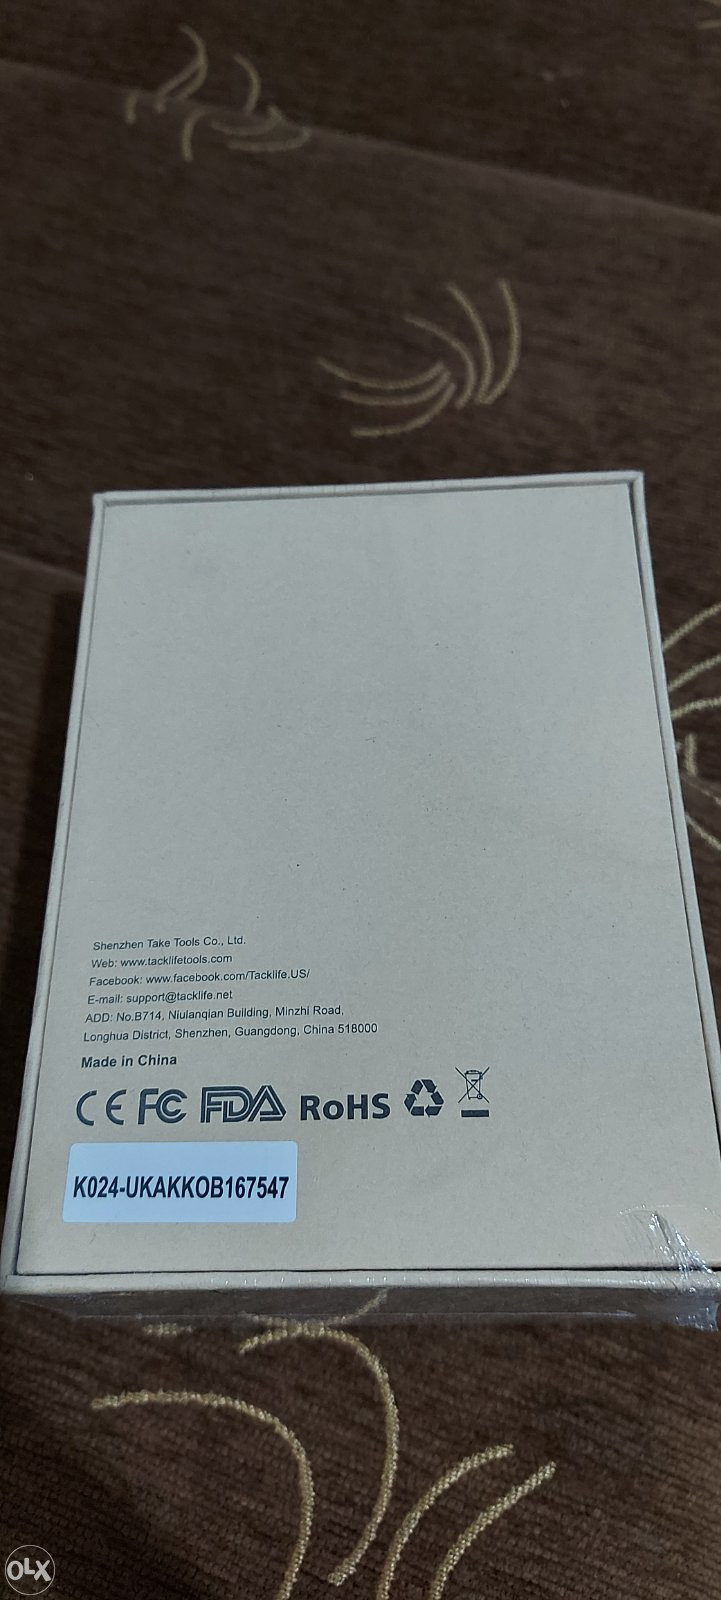 Shenzhen Take Tools Co., Ltd.
Web: www.tacklifetools.com
Facebook: www.facebook.com/Tacklife.US/
E-mail: support@tacklife.net
ADD: No.B714, Niulanqian Building, Minzhi Road,
Longhua District, Shenzhen, Guangdong, China 518000
Made in China
CE FC FDA RoHS
K024-UKAKKOB167547
OLX